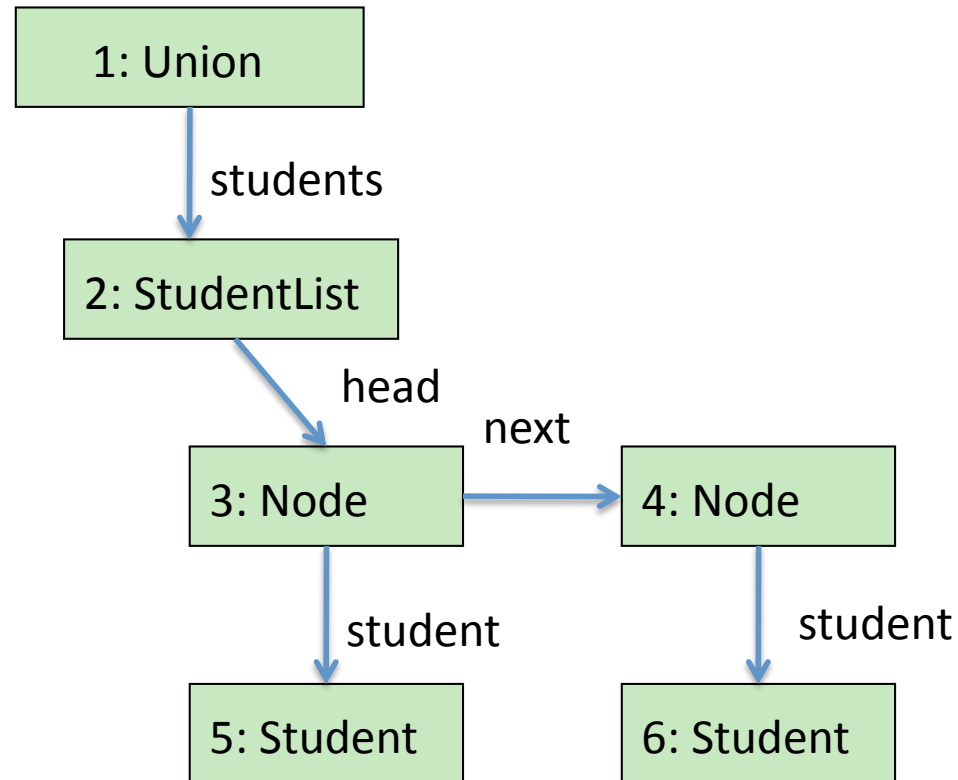 1: Union
students
2: StudentList
head
next
3: Node
4: Node
student
student
5: Student
6: Student